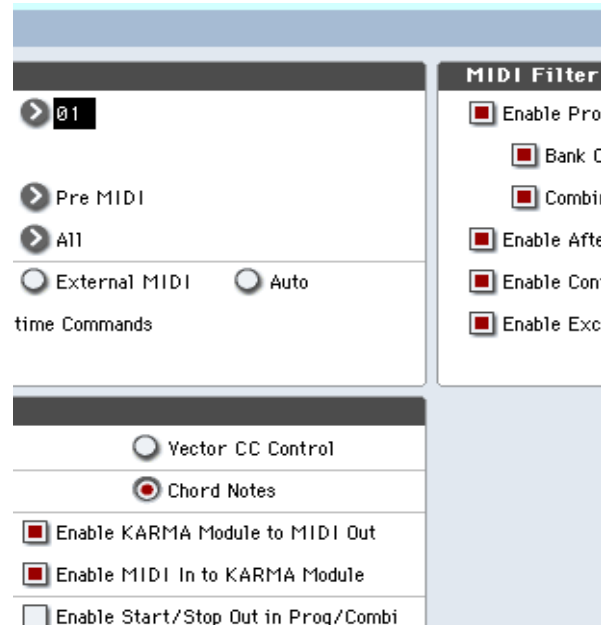 MIDI Filter
01
Enable Pro
Bank
Pre MIDI
Combi
All
Enable Afte
External MIDI
Auto
Enable Con
time Commands
Enable Exc
Vector CC Control
Chord Notes
Enable KARMA Module to MIDI Out
Enable MIDI In to KARMA Module
Enable Start/Stop Out in Prog/Combi